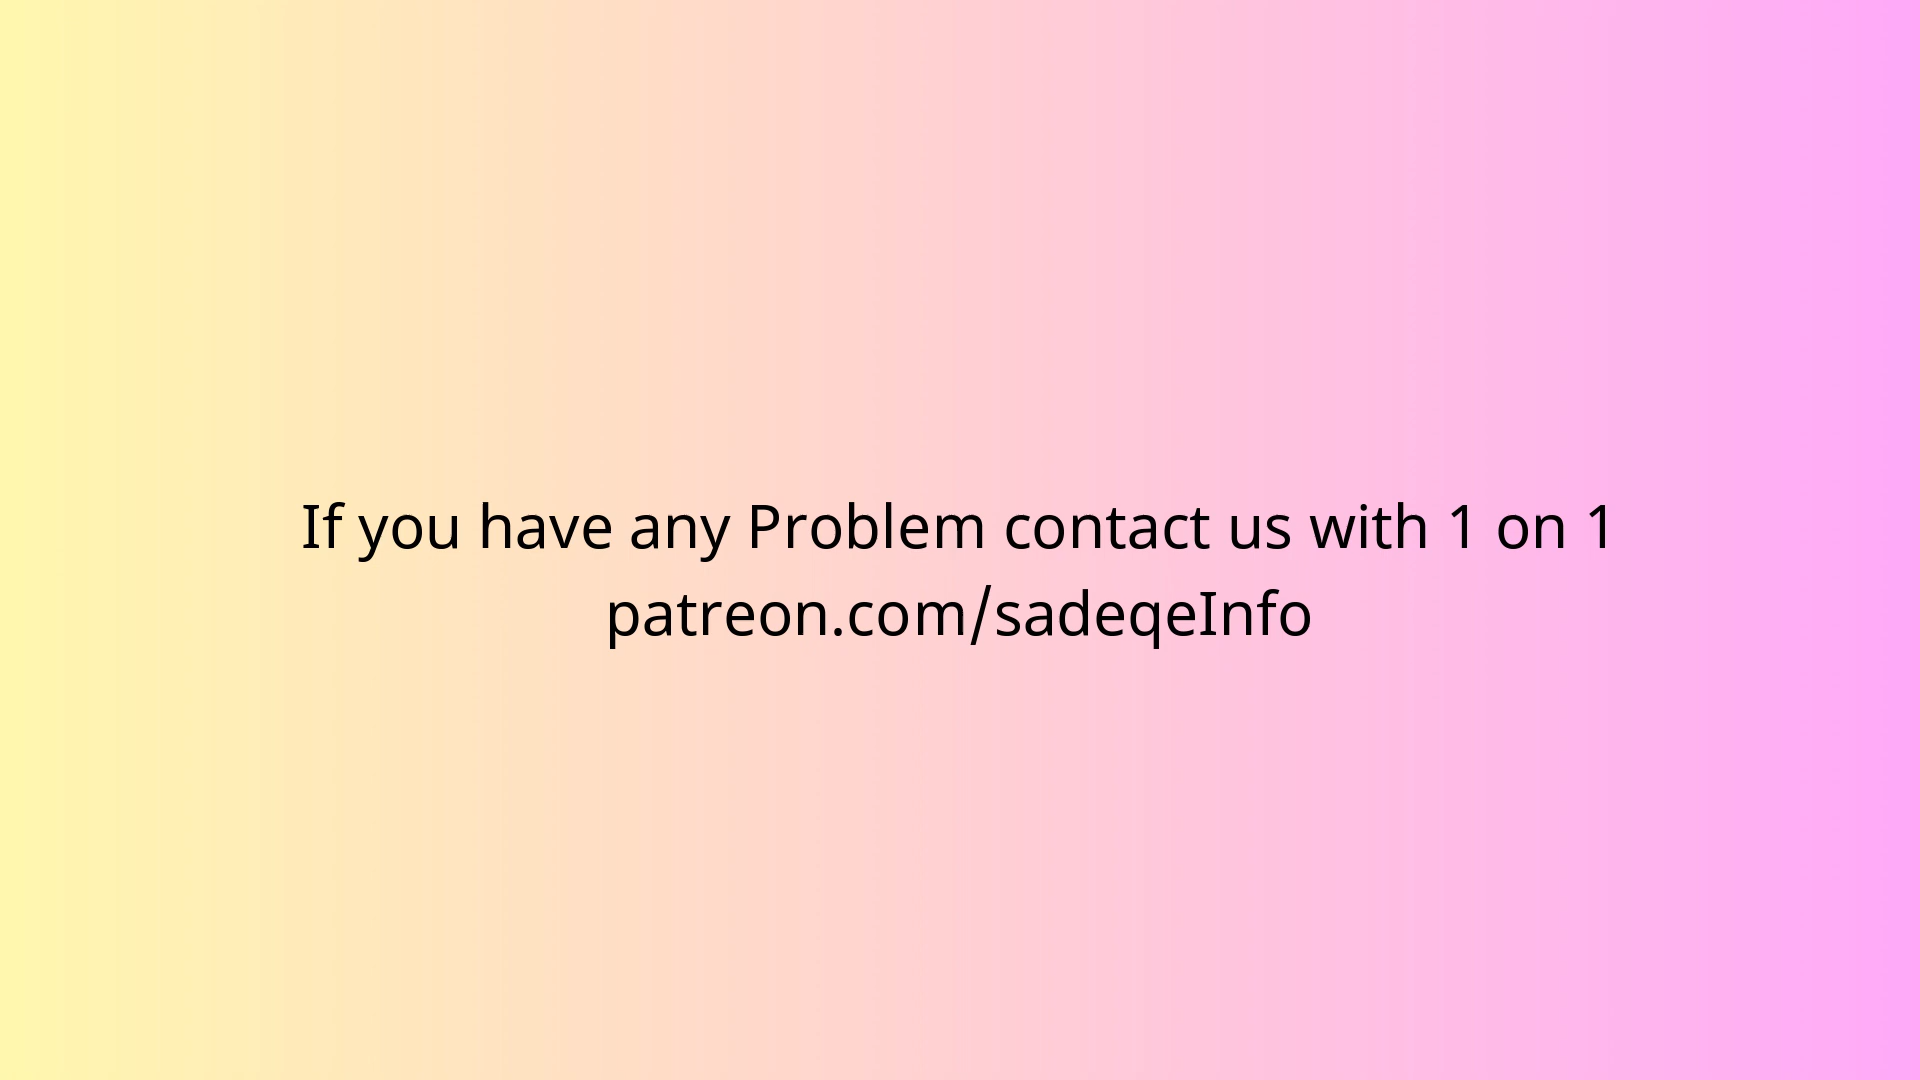 If you have any Problem contact us with 1 on 1
patreon.com/sadeqeInfo